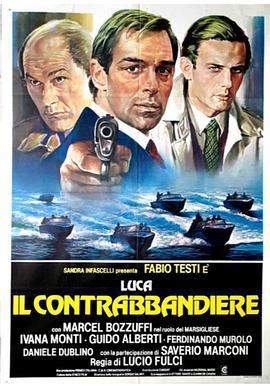 SANDRA INFASCELLI presenta FABIO TESTI È
LUCA
IL CONTRABBANDIERE
con MARCEL BOZZUFFI nel ruolo del MARSIGLIESE
IVANA MONTI · GUIDO ALBERTI · FERDINANDO MUROLO
DANIELE DUBLINO con la partecipazione di SAVERIO MARCONI
Regia di LUCIO FULCI